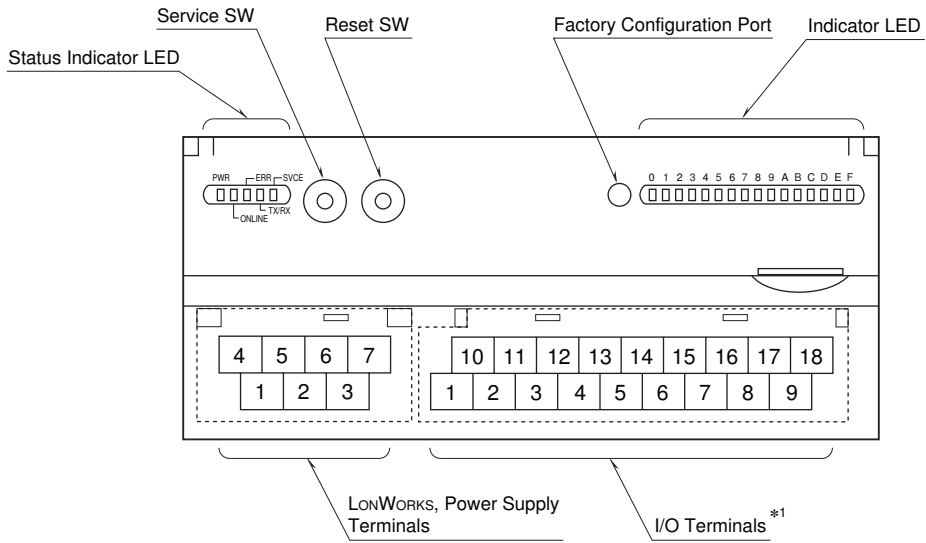 Service SW
Reset SW
Factory Configuration Port
Indicator LED
Status Indicator LED
PWR
ERR
SVCE
TX/RX
ONLINE
0 1 2 3 4 5 6 7 8 9 A B C D E F
4 5 6 7
1 2 3
10 11 12 13 14 15 16 17 18
1 2 3 4 5 6 7 8 9
LONWORKS, Power Supply
Terminals
I/O Terminals *1